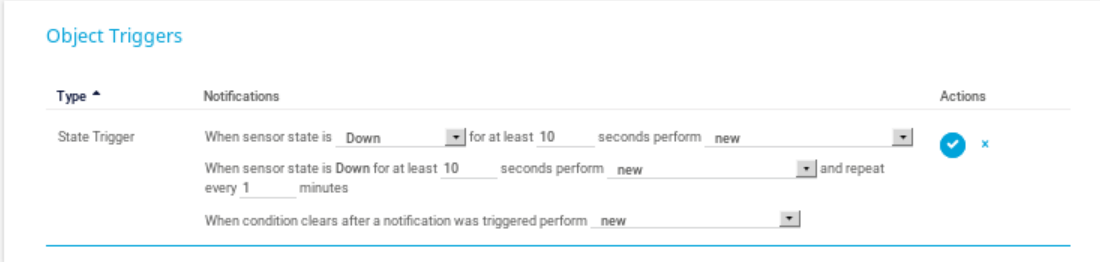 Object Triggers
Type Notifications Actions
State Trigger When sensor state is Down for at least 10 seconds perform new
When sensor state is Down for at least 10 seconds perform new and repeat
every 1 minutes
When condition clears after a notification was triggered perform new